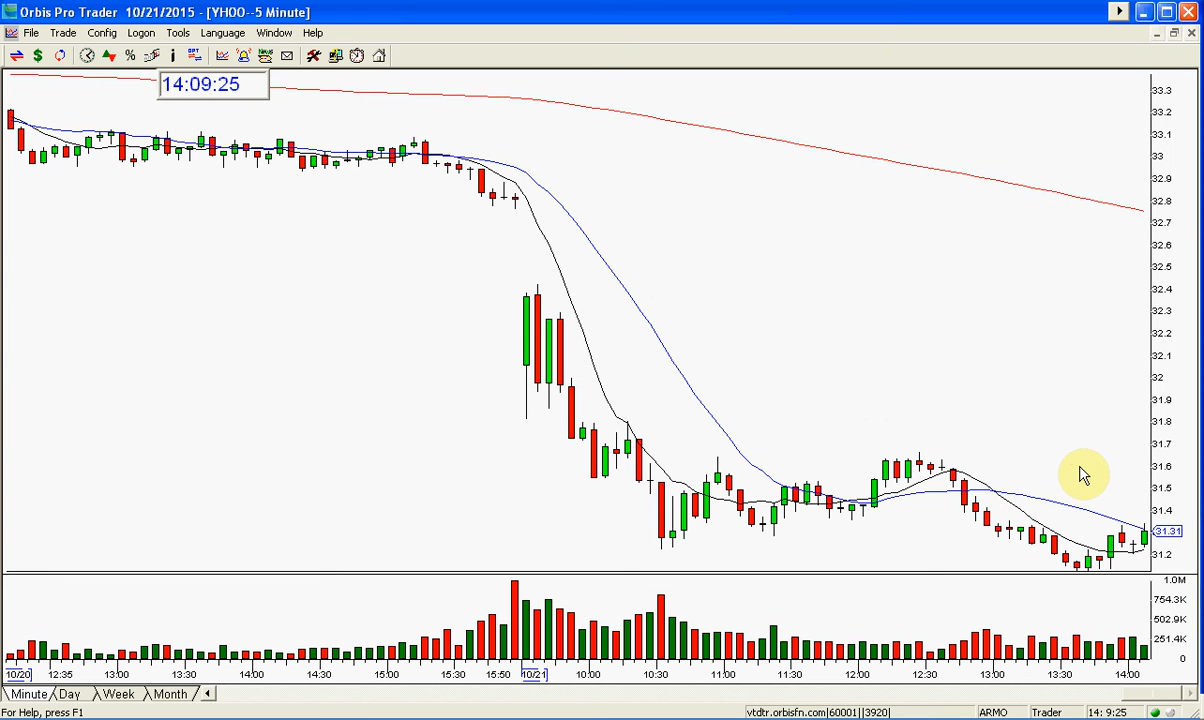 Orbis Pro Trader 10/21/2015 - [YHOO--5 Minute]
File Trade Config Logon Tools Language Window Help
14:09:25
33.3
33.2
33.1
33
32.9
32.8
32.7
32.6
32.5
32.4
32.3
32.2
32.1
32
31.9
31.8
31.7
31.6
31.5
31.4
31.31
31.2
1.0M
754.3K
502.9K
251.4K
0
10/20 12:35 13:00 13:30 14:00 14:30 15:00 15:30 15:50 10/21 10:00 10:30 11:00 11:30 12:00 12:30 13:00 13:30 14:00
Minute Day Week Month
For Help, press F1 vtdtr.orbisfn.com|60001||3920| ARMO Trader 14: 9:25